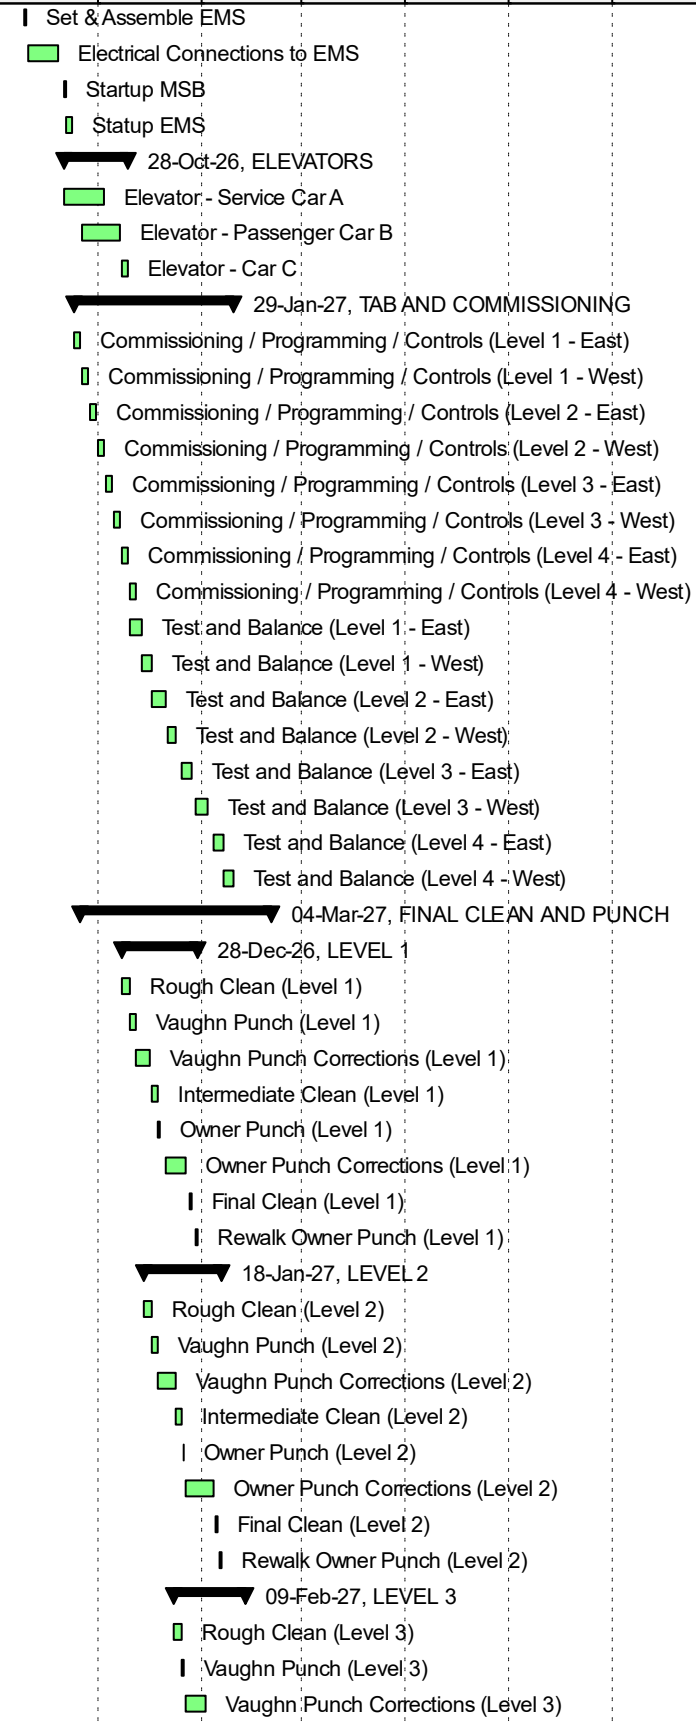 Set & Assemble EMS
Electrical Connections to EMS
Startup MSB
Statup EMS
28-Oct-26, ELEVATORS
Elevator - Service Car A
Elevator - Passenger Car B
Elevator - Car C
29-Jan-27, TAB AND COMMISSIONING
Commissioning / Programming / Controls (Level 1 - East)
Commissioning / Programming / Controls (Level 1 - West)
Commissioning / Programming / Controls (Level 2 - East)
Commissioning / Programming / Controls (Level 2 - West)
Commissioning / Programming / Controls (Level 3 - East)
Commissioning / Programming / Controls (Level 3 - West)
Commissioning / Programming / Controls (Level 4 - East)
Commissioning / Programming / Controls (Level 4 - West)
Test and Balance (Level 1 - East)
Test and Balance (Level 1 - West)
Test and Balance (Level 2 - East)
Test and Balance (Level 2 - West)
Test and Balance (Level 3 - East)
Test and Balance (Level 3 - West)
Test and Balance (Level 4 - East)
Test and Balance (Level 4 - West)
04-Mar-27, FINAL CLEAN AND PUNCH
28-Dec-26, LEVEL 1
Rough Clean (Level 1)
Vaughn Punch (Level 1)
Vaughn Punch Corrections (Level 1)
Intermediate Clean (Level 1)
Owner Punch (Level 1)
Owner Punch Corrections (Level 1)
Final Clean (Level 1)
Rewalk Owner Punch (Level 1)
18-Jan-27, LEVEL 2
Rough Clean (Level 2)
Vaughn Punch (Level 2)
Vaughn Punch Corrections (Level 2)
Intermediate Clean (Level 2)
Owner Punch (Level 2)
Owner Punch Corrections (Level 2)
Final Clean (Level 2)
Rewalk Owner Punch (Level 2)
09-Feb-27, LEVEL 3
Rough Clean (Level 3)
Vaughn Punch (Level 3)
Vaughn Punch Corrections (Level 3)